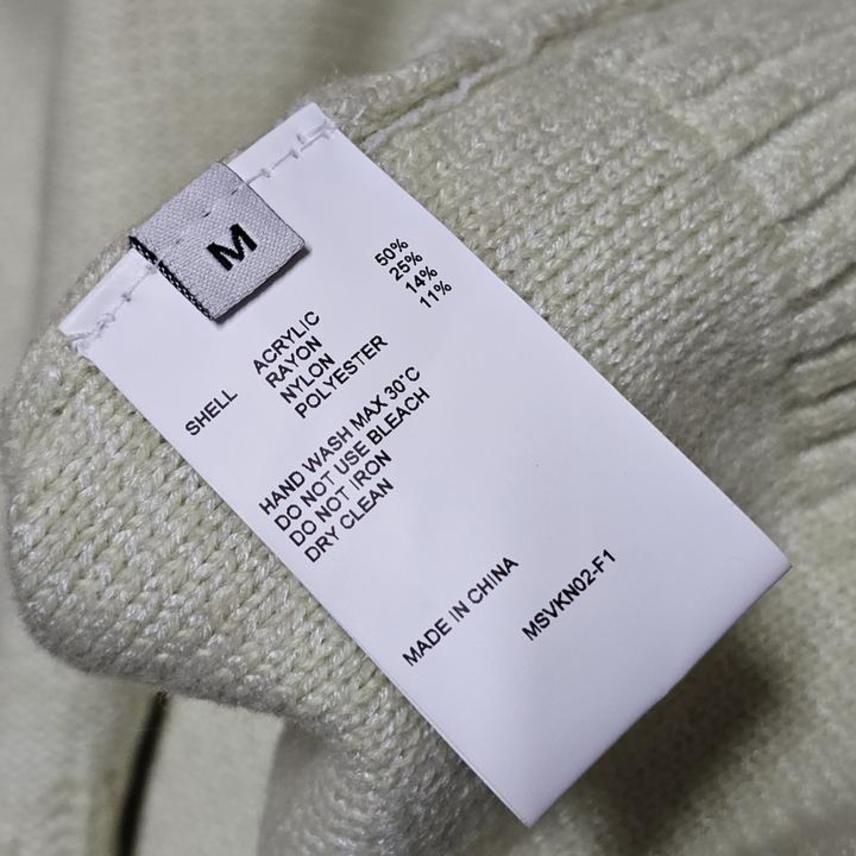 M
SHELL ACRYLIC 50%
RAYON 25%
NYLON 14%
POLYESTER 11%
HAND WASH MAX 30°C
DO NOT USE BLEACH
DO NOT IRON
DRY CLEAN
MADE IN CHINA
MSVKN02-F1